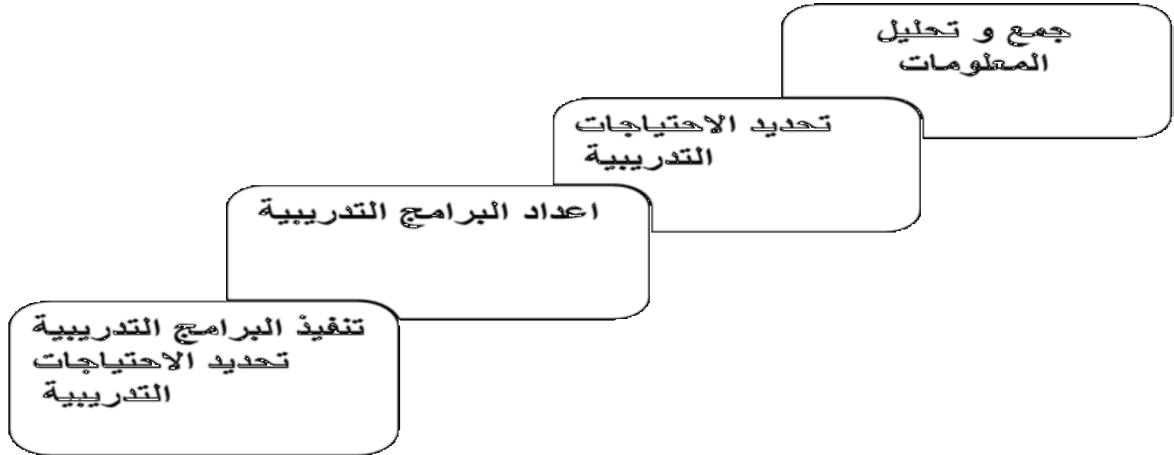 جمع و تحليل
المعلومات
تحديد الاحتياجات
التدريبية
اعداد البرامج التدريبية
تنفيذ البرامج التدريبية
تحديد الاحتياجات
التدريبية